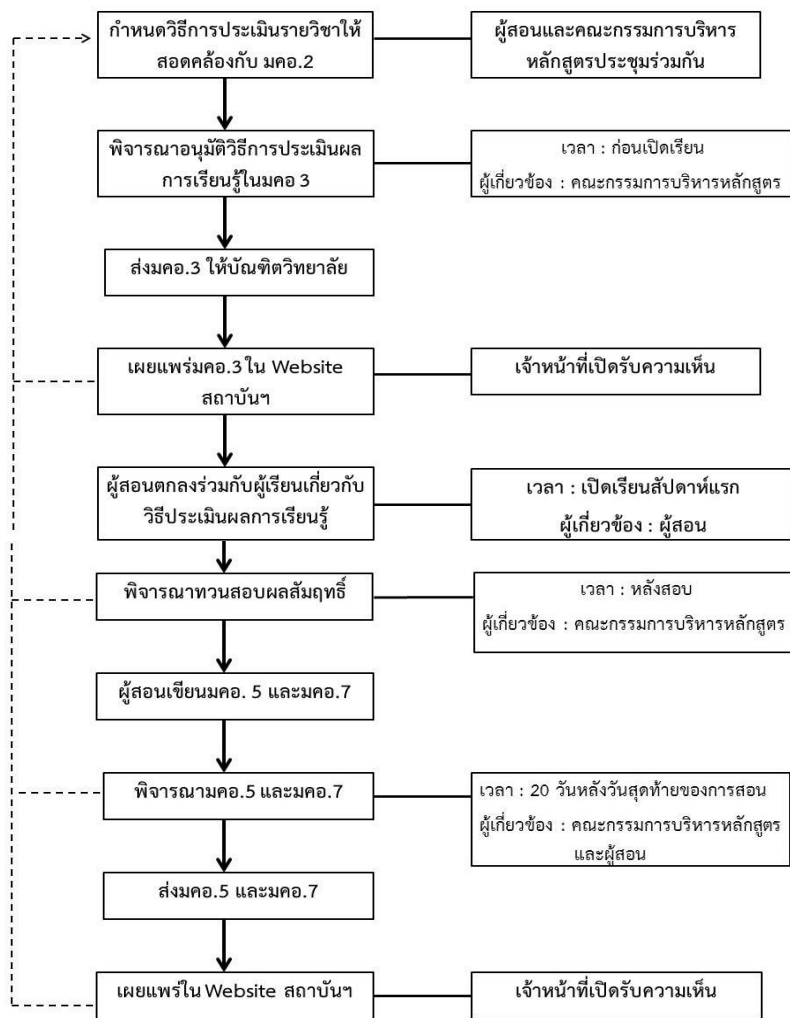 กำหนดวิธีการประเมินรายวิชาให้
สอดคล้องกับ มคอ.2
ผู้สอนและคณะกรรมการบริหาร
หลักสูตรประชุมร่วมกัน
พิจารณาอนุมัติวิธีการประเมินผล
การเรียนรู้ในมคอ 3
เวลา : ก่อนเปิดเรียน
ผู้เกี่ยวข้อง : คณะกรรมการบริหารหลักสูตร
ส่งมคอ.3 ให้บัณฑิตวิทยาลัย
เผยแพร่มคอ.3 ใน Website
สถาบันฯ
เจ้าหน้าที่เปิดรับความเห็น
ผู้สอนตกลงร่วมกับผู้เรียนเกี่ยวกับ
วิธีประเมินผลการเรียนรู้
เวลา : เปิดเรียนสัปดาห์แรก
ผู้เกี่ยวข้อง : ผู้สอน
พิจารณาทวนสอบผลสัมฤทธิ์
เวลา : หลังสอบ
ผู้เกี่ยวข้อง : คณะกรรมการบริหารหลักสูตร
ผู้สอนเขียนมคอ. 5 และมคอ.7
พิจารณามคอ.5 และมคอ.7
เวลา : 20 วันหลังวันสุดท้ายของการสอน
ผู้เกี่ยวข้อง : คณะกรรมการบริหารหลักสูตร
และผู้สอน
ส่งมคอ.5 และมคอ.7
เผยแพร่ใน Website สถาบันฯ
เจ้าหน้าที่เปิดรับความเห็น